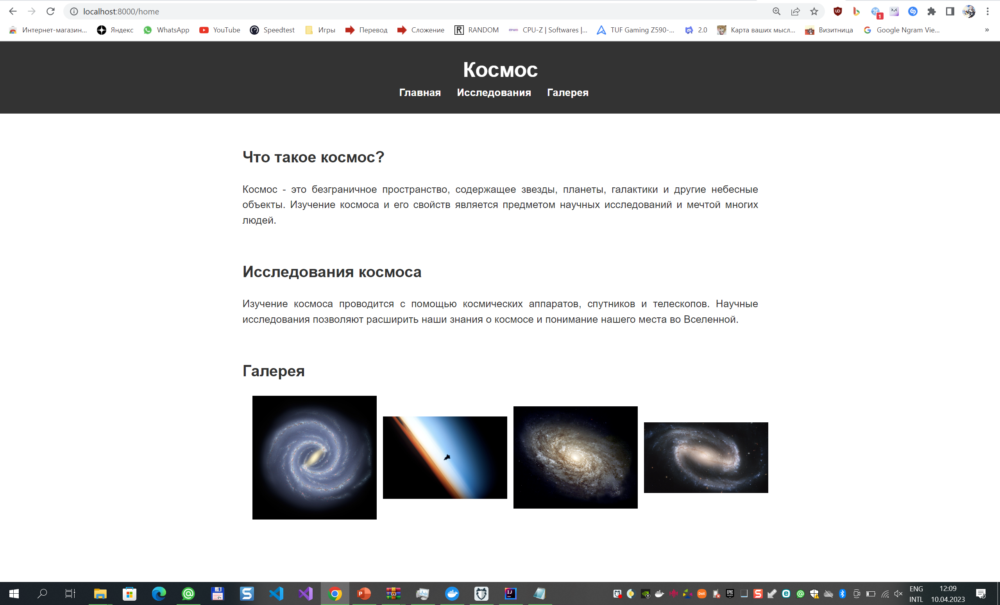 localhost:8000/home
1
Интернет-магазин... Яндекс WhatsApp YouTube Speedtest Игры Перевод Сложение RANDOM CPU-Z | Softwares |... TUF Gaming Z590-... 2.0 Карта ваших мысл... Визитница Google Ngram Vie... »
Космос
Главная Исследования Галерея
Что такое космос?
Космос - это безграничное пространство, содержащее звезды, планеты, галактики и другие небесные
объекты. Изучение космоса и его свойств является предметом научных исследований и мечтой многих
людей.
Исследования космоса
Изучение космоса проводится с помощью космических аппаратов, спутников и телескопов. Научные
исследования позволяют расширить наши знания о космосе и понимание нашего места во Вселенной.
Галерея
ENG 12:09
INTL 10.04.2023